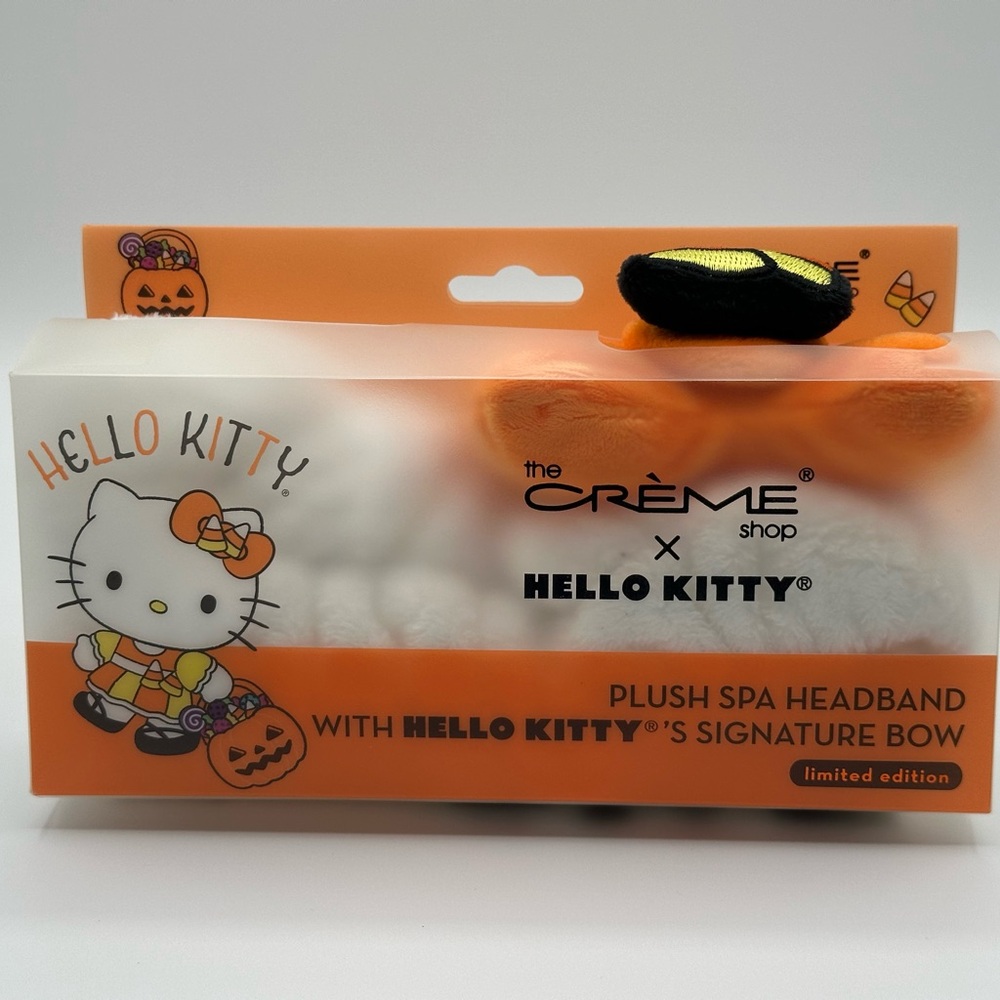 HELLO KITTY®
the
CRÈME®
shop
X
HELLO KITTY®
PLUSH SPA HEADBAND
WITH HELLO KITTY®'S SIGNATURE BOW
limited edition